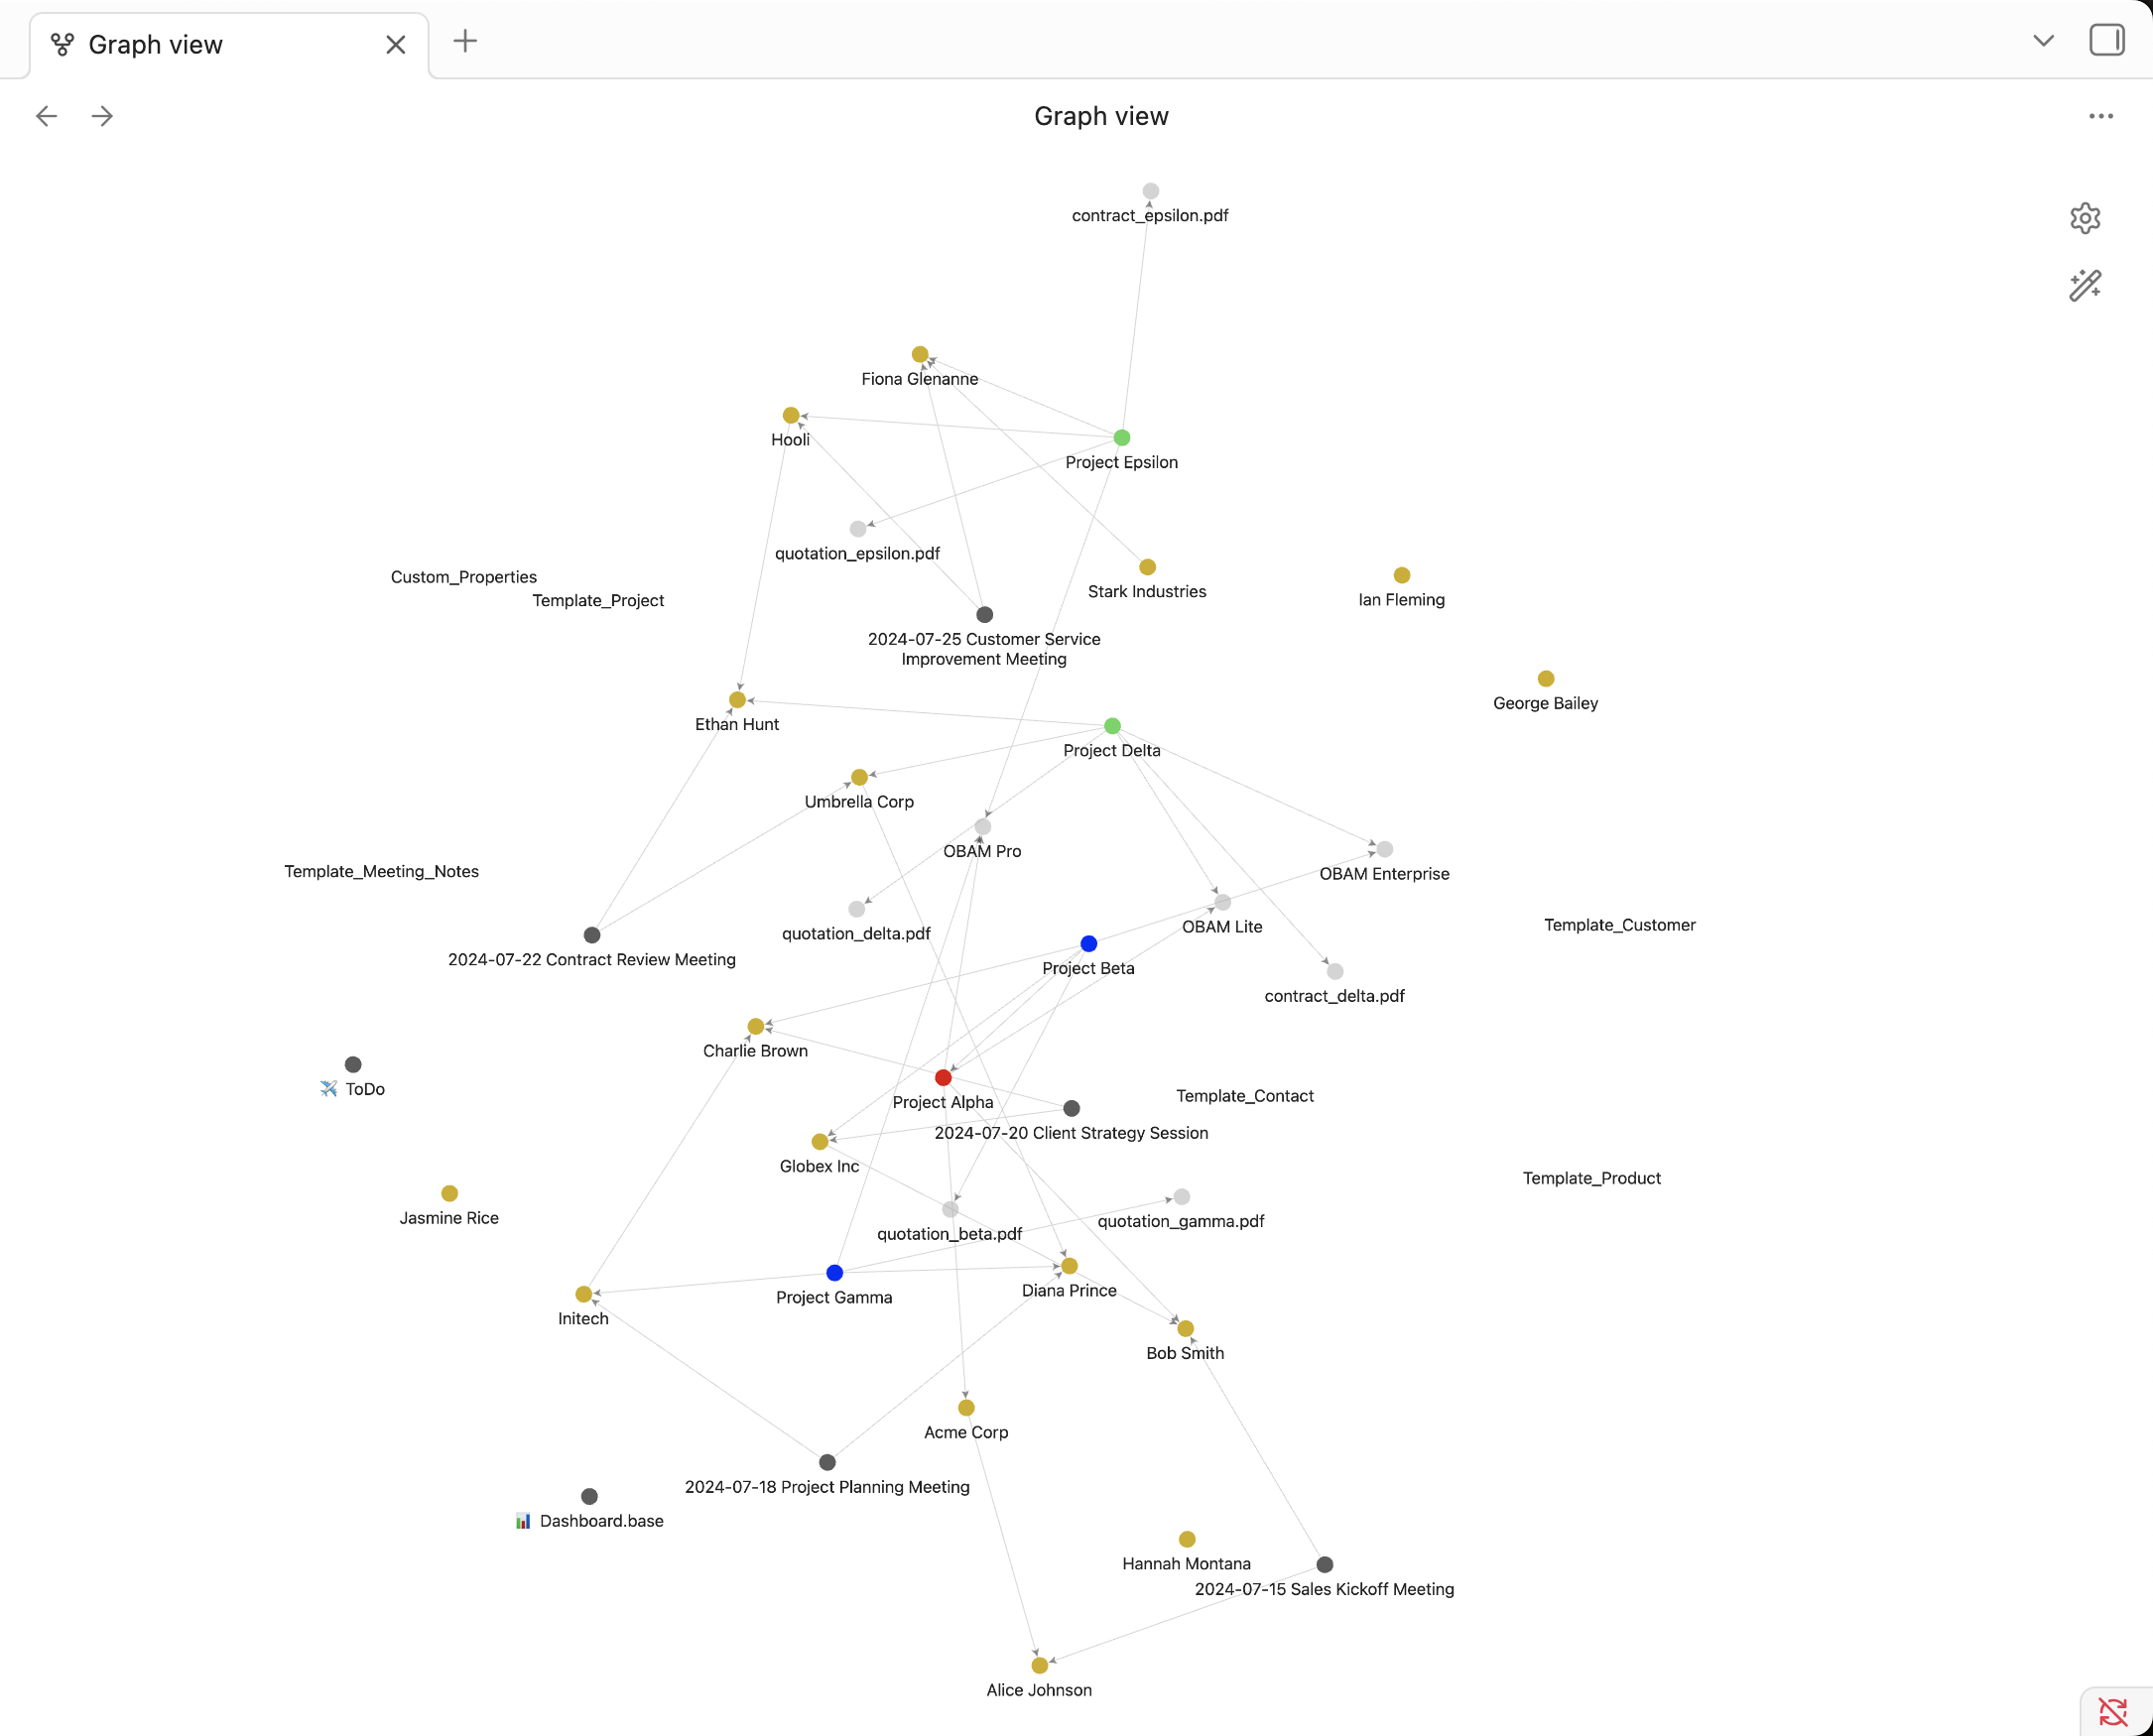 Graph view
Graph view
contract_epsilon.pdf
Fiona Glenanne
Hooli
Project Epsilon
quotation_epsilon.pdf
Custom_Properties
Template_Project
Stark Industries
Ian Fleming
2024-07-25 Customer Service
Improvement Meeting
George Bailey
Ethan Hunt
Project Delta
Umbrella Corp
OBAM Pro
Template_Meeting_Notes
OBAM Enterprise
OBAM Lite
Template_Customer
quotation_delta.pdf
2024-07-22 Contract Review Meeting
Project Beta
contract_delta.pdf
Charlie Brown
✈️ ToDo
Project Alpha
Template_Contact
2024-07-20 Client Strategy Session
Globex Inc
Template_Product
Jasmine Rice
quotation_gamma.pdf
quotation_beta.pdf
Diana Prince
Project Gamma
Initech
Bob Smith
Acme Corp
2024-07-18 Project Planning Meeting
📊 Dashboard.base
Hannah Montana
2024-07-15 Sales Kickoff Meeting
Alice Johnson